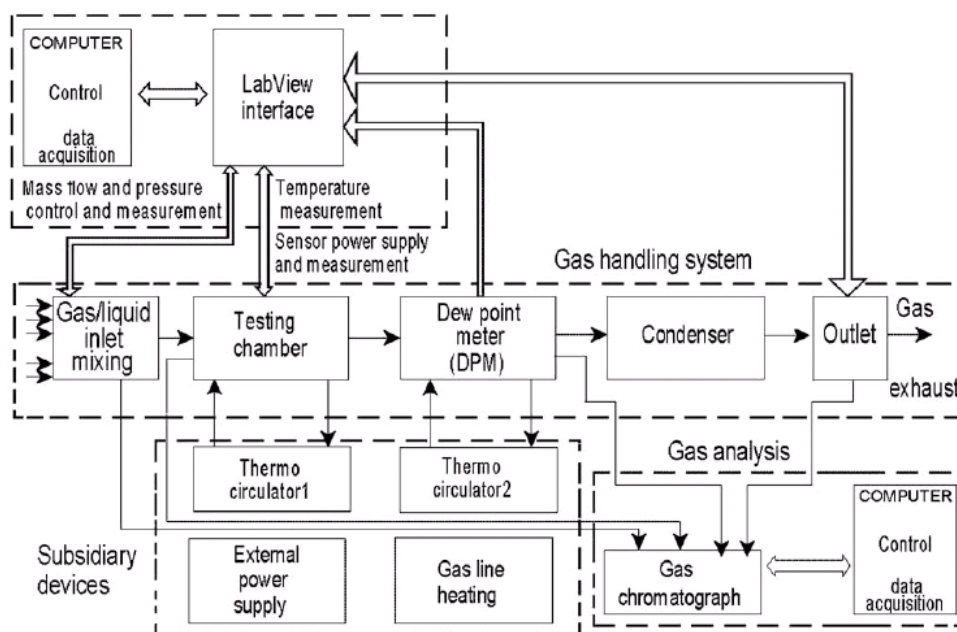 COMPUTER
Control
data
acquisition
LabView
interface
Mass flow and pressure
control and measurement
Temperature
measurement
Sensor power supply
and measurement
Gas handling system
Gas/liquid
inlet
mixing
Testing
chamber
Dew point
meter
(DPM)
Condenser
Outlet
Gas
exhaust
Gas analysis
Thermo
circulator1
Thermo
circulator2
Subsidiary
devices
External
power
supply
Gas line
heating
Gas
chromatograph
COMPUTER
Control
data
acquisition